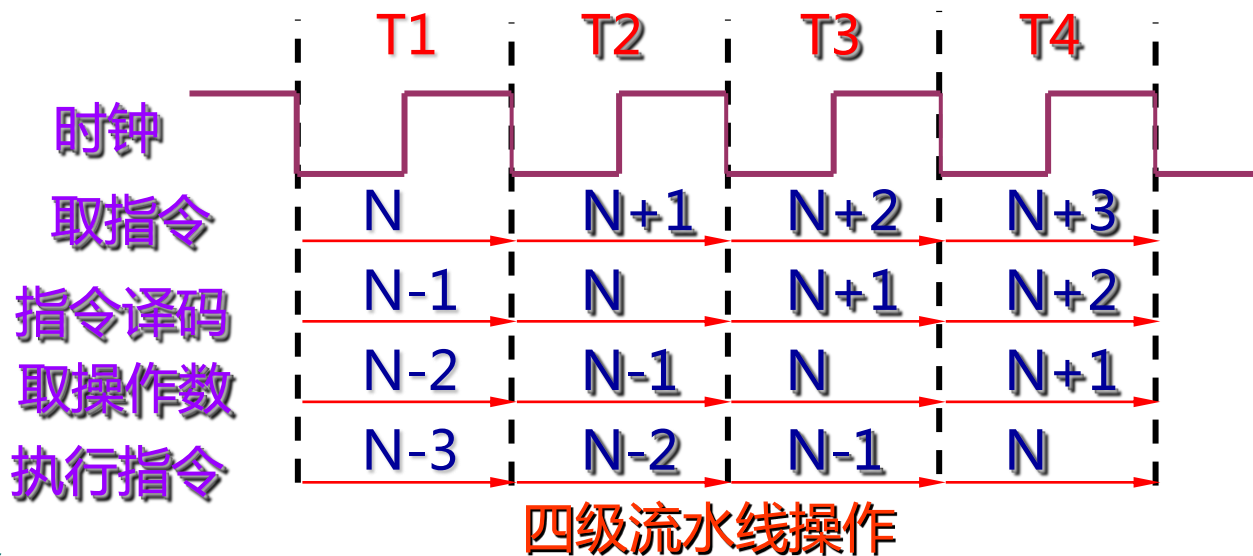 T1 T2 T3 T4
时钟
取指令 N N+1 N+2 N+3
指令译码 N-1 N N+1 N+2
取操作数 N-2 N-1 N N+1
执行指令 N-3 N-2 N-1 N
四级流水线操作